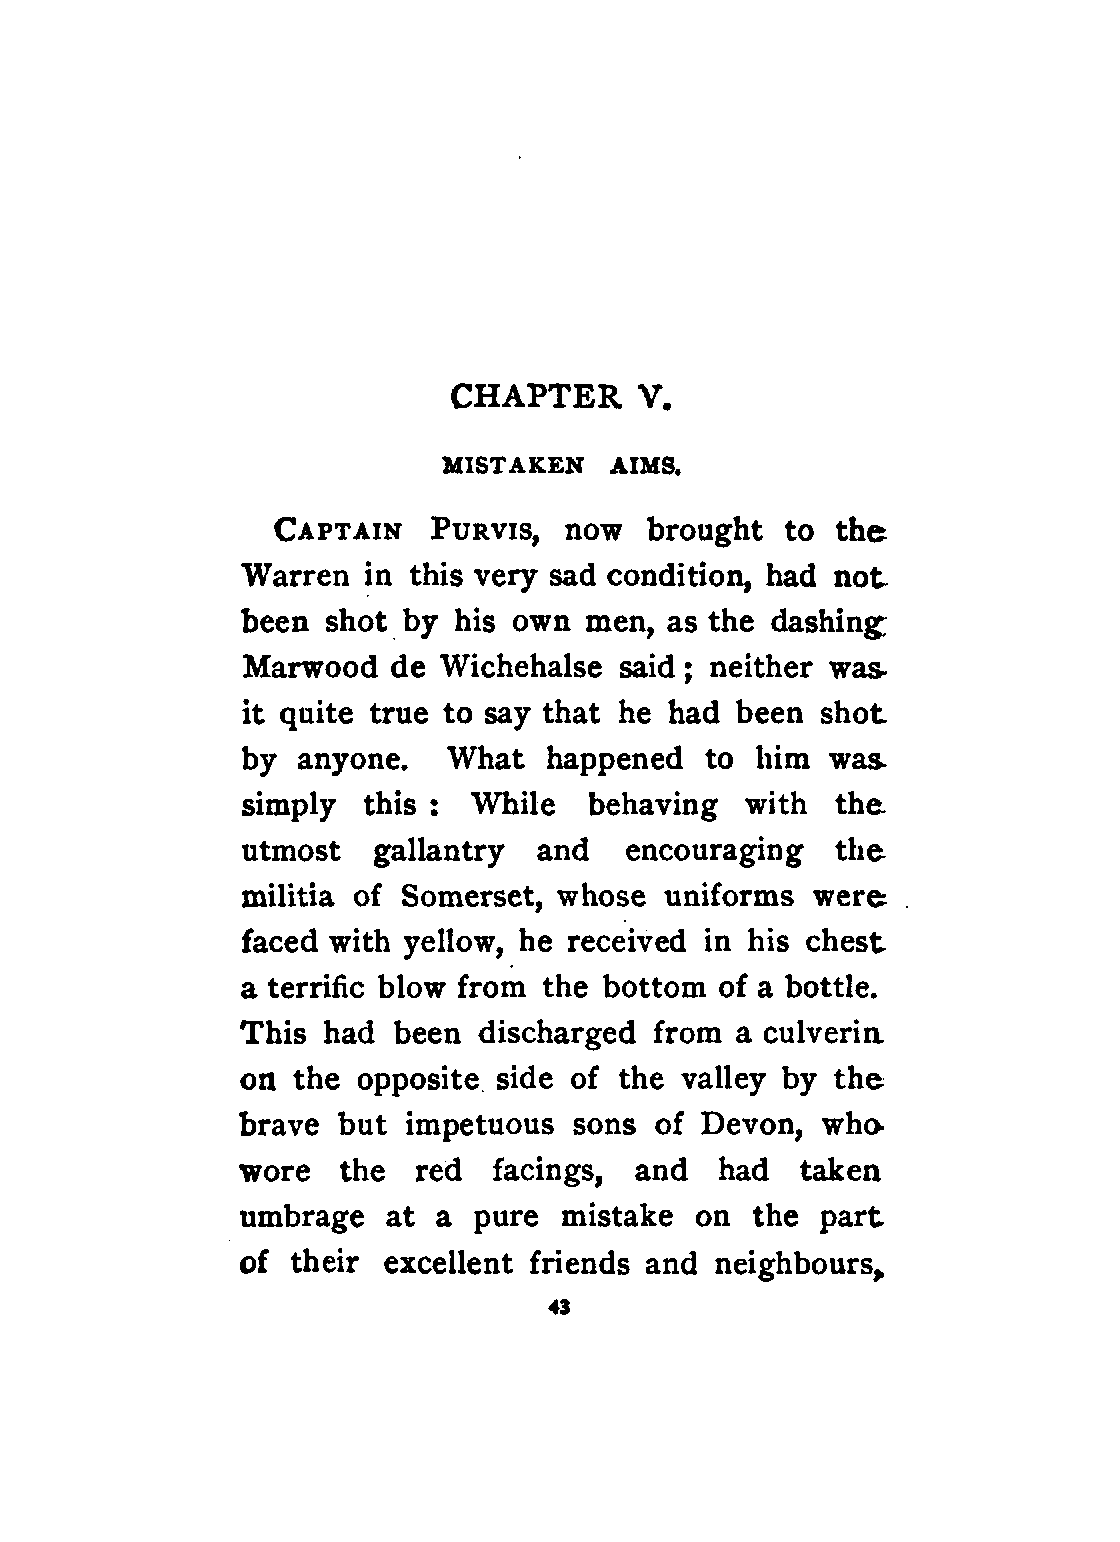 CHAPTER V.
MISTAKEN AIMS.
CAPTAIN PURVIS, now brought to the
Warren in this very sad condition, had not
been shot by his own men, as the dashing
Marwood de Wichehalse said ; neither was
it quite true to say that he had been shot
by anyone. What happened to him was
simply this : While behaving with the
utmost gallantry and encouraging the
militia of Somerset, whose uniforms were
faced with yellow, he received in his chest
a terrific blow from the bottom of a bottle.
This had been discharged from a culverin
on the opposite side of the valley by the
brave but impetuous sons of Devon, who
wore the red facings, and had taken
umbrage at a pure mistake on the part
of their excellent friends and neighbours,
43